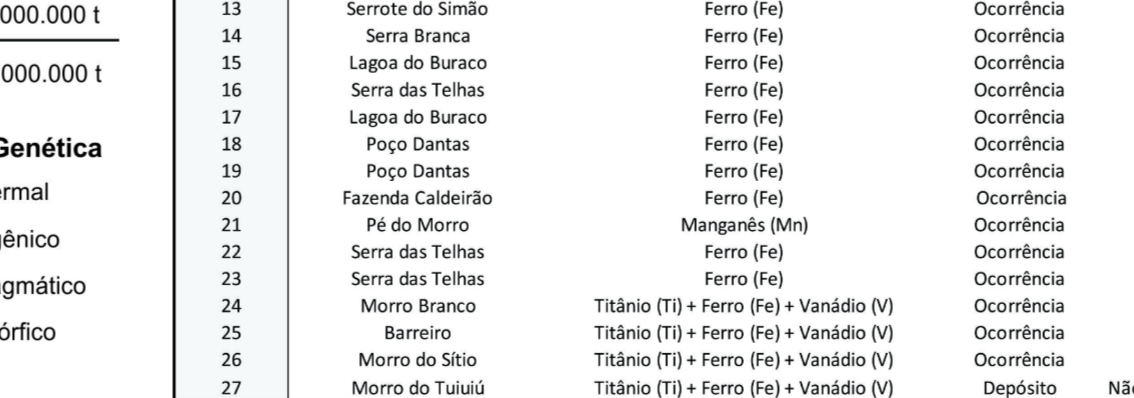 000.000 t
000.000 t
Genética
gênico
13 Serrote do Simão Ferro (Fe) Ocorrência
14 Serra Branca Ferro (Fe) Ocorrência
15 Lagoa do Buraco Ferro (Fe) Ocorrência
16 Serra das Telhas Ferro (Fe) Ocorrência
17 Lagoa do Buraco Ferro (Fe) Ocorrência
18 Poço Dantas Ferro (Fe) Ocorrência
19 Poço Dantas Ferro (Fe) Ocorrência
20 Fazenda Caldeirão Ferro (Fe) Ocorrência
21 Pé do Morro Manganês (Mn) Ocorrência
22 Serra das Telhas Ferro (Fe) Ocorrência
23 Serra das Telhas Ferro (Fe) Ocorrência
24 Morro Branco Titânio (Ti) + Ferro (Fe) + Vanádio (V) Ocorrência
25 Barreiro Titânio (Ti) + Ferro (Fe) + Vanádio (V) Ocorrência
26 Morro do Sítio Titânio (Ti) + Ferro (Fe) + Vanádio (V) Ocorrência
27 Morro do Tuiuiú Titânio (Ti) + Ferro (Fe) + Vanádio (V) Depósito